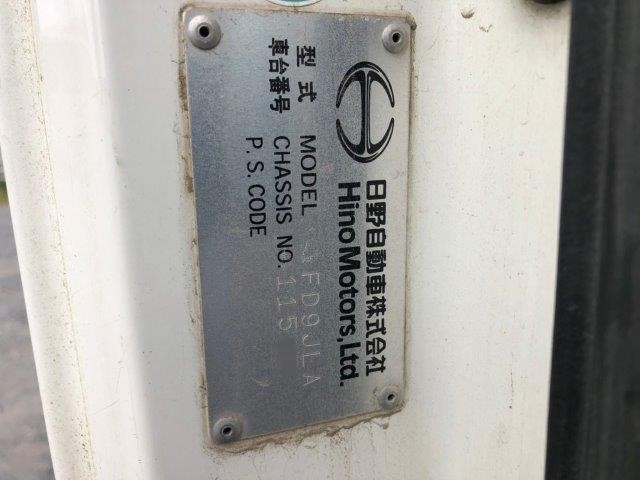 日野自動車株式会社
Hino Motors, Ltd.
型式 MODEL FD9JLA
車台番号 CHASSIS NO. 115
P. S. CODE